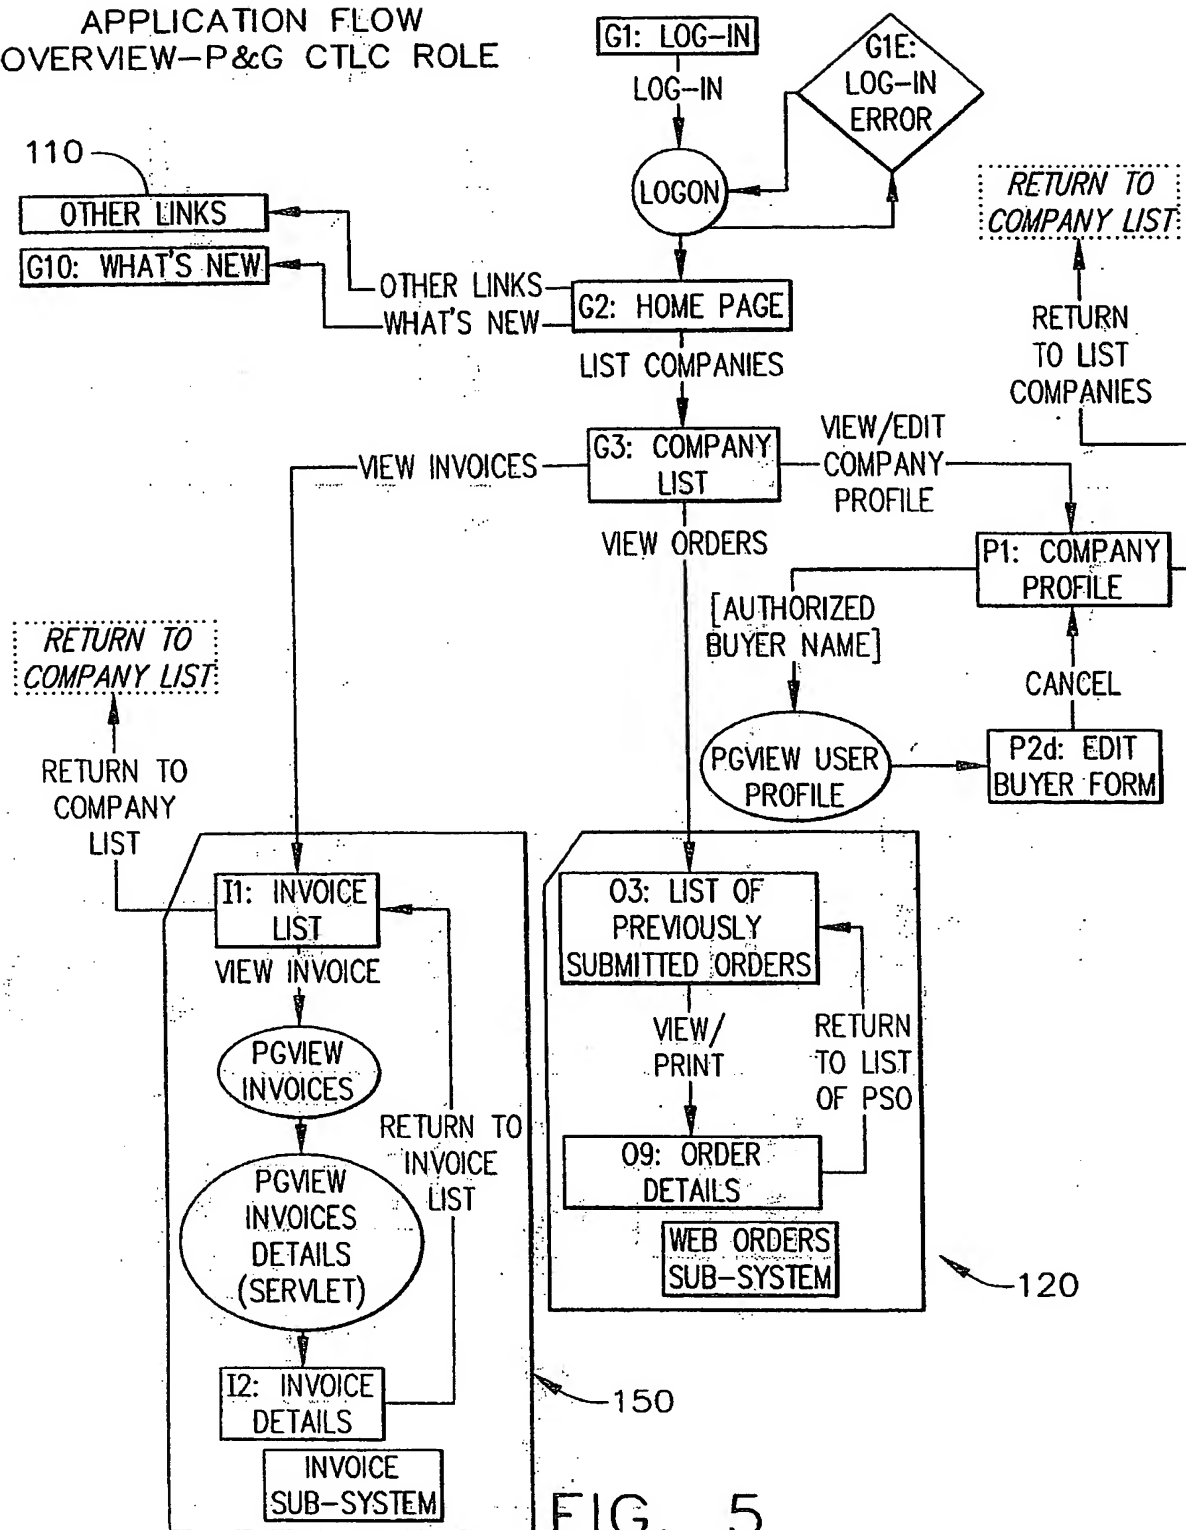 APPLICATION FLOW
OVERVIEW-P&G CTLC ROLE
G1: LOG-IN
LOG-IN
G1E:
LOG-IN
ERROR
LOGON
110
OTHER LINKS
G10: WHAT'S NEW
OTHER LINKS
WHAT'S NEW
G2: HOME PAGE
RETURN TO
COMPANY LIST
RETURN
TO LIST
COMPANIES
LIST COMPANIES
G3: COMPANY
LIST
VIEW INVOICES
VIEW/EDIT
COMPANY
PROFILE
VIEW ORDERS
P1: COMPANY
PROFILE
[AUTHORIZED
BUYER NAME]
CANCEL
PGVIEW USER
PROFILE
P2d: EDIT
BUYER FORM
RETURN TO
COMPANY LIST
RETURN TO
COMPANY
LIST
I1: INVOICE
LIST
VIEW INVOICE
PGVIEW
INVOICES
RETURN TO
INVOICE
LIST
PGVIEW
INVOICES
DETAILS
(SERVLET)
I2: INVOICE
DETAILS
INVOICE
SUB-SYSTEM
150
O3: LIST OF
PREVIOUSLY
SUBMITTED ORDERS
VIEW/
PRINT
RETURN
TO LIST
OF PSO
O9: ORDER
DETAILS
WEB ORDERS
SUB-SYSTEM
120
FIG. 5